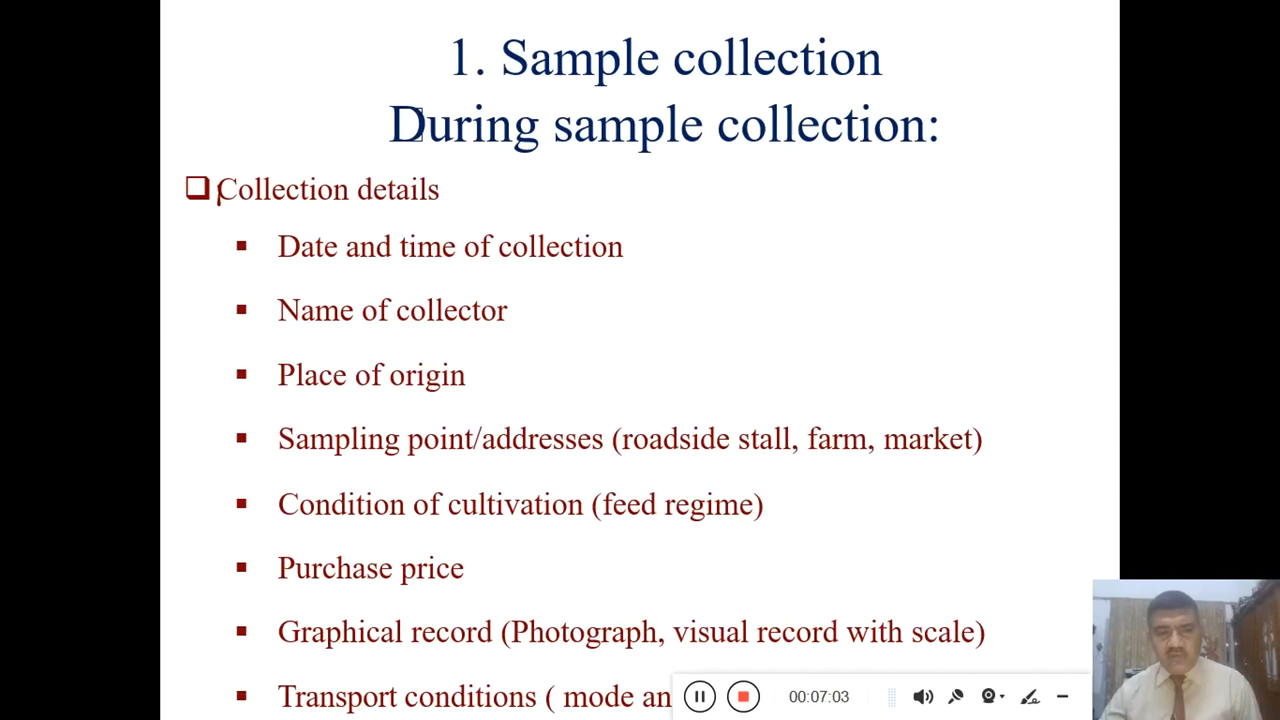 1. Sample collection
During sample collection:
Collection details
Date and time of collection
Name of collector
Place of origin
Sampling point/addresses (roadside stall, farm, market)
Condition of cultivation (feed regime)
Purchase price
Graphical record (Photograph, visual record with scale)
Transport conditions ( mode an
00:07:03